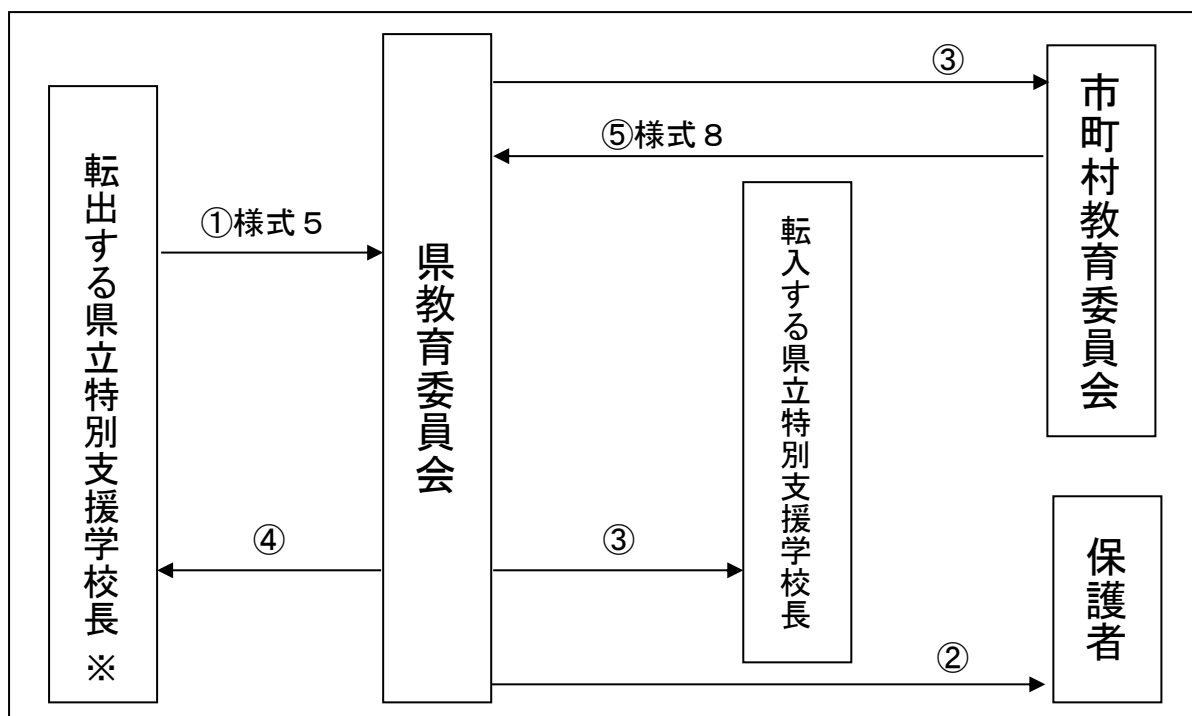 転出する県立特別支援学校長※
①様式５
④
県教育委員会
③
⑤様式８
③
②
転入する県立特別支援学校長
市町村教育委員会
保護者